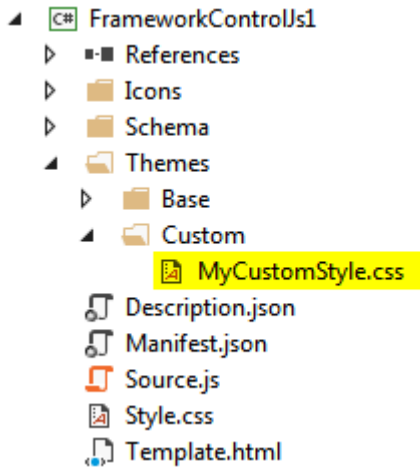 C# FrameworkControlJs1
References
Icons
Schema
Themes
Base
Custom
MyCustomStyle.css
Description.json
Manifest.json
Source.js
Style.css
Template.html